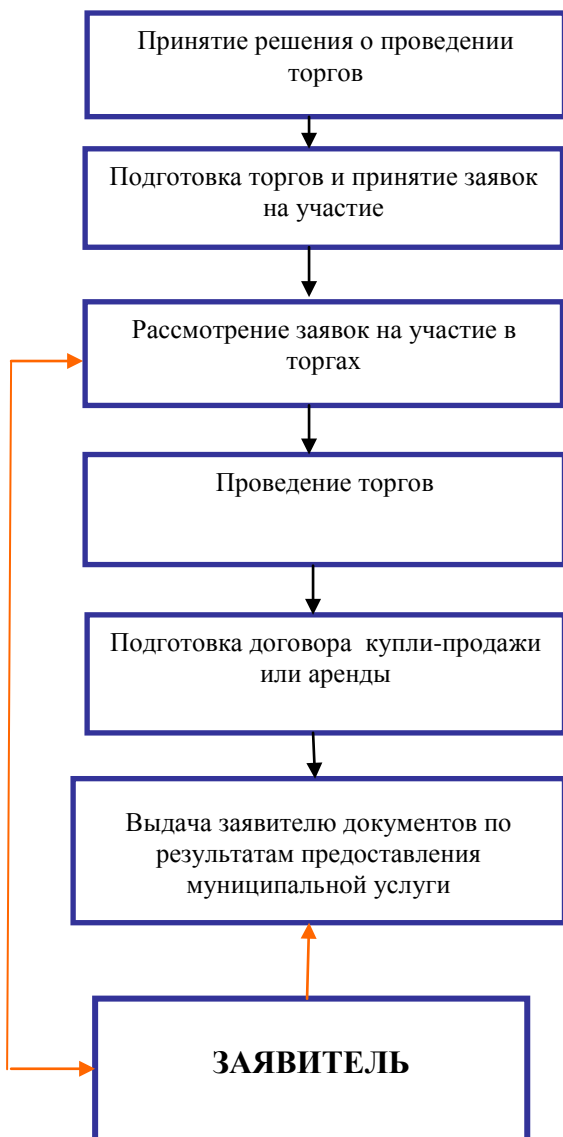 Принятие решения о проведении
торгов
Подготовка торгов и принятие заявок
на участие
Рассмотрение заявок на участие в
торгах
Проведение торгов
Подготовка договора  купли-продажи
или аренды
Выдача заявителю документов по
результатам предоставления
муниципальной услуги
ЗАЯВИТЕЛЬ